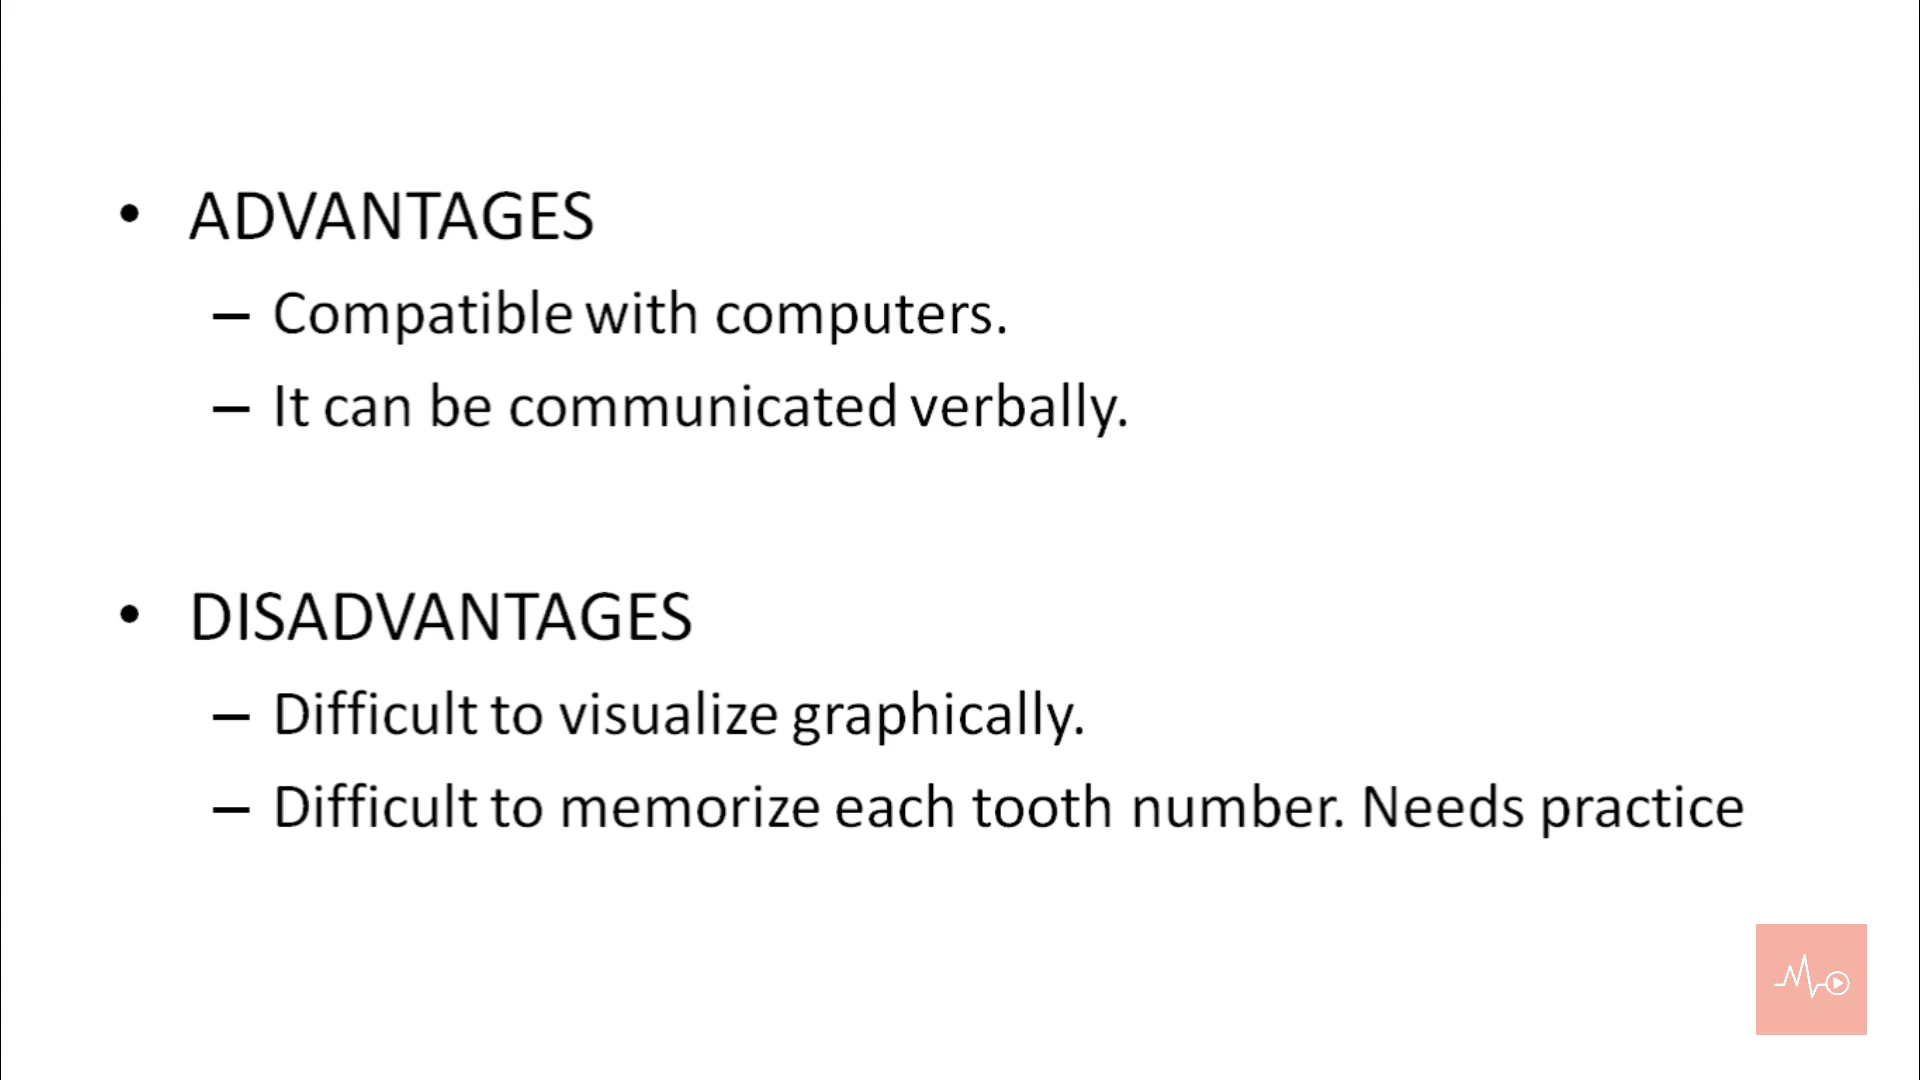 • ADVANTAGES
– Compatible with computers.
– It can be communicated verbally.
• DISADVANTAGES
– Difficult to visualize graphically.
– Difficult to memorize each tooth number. Needs practice